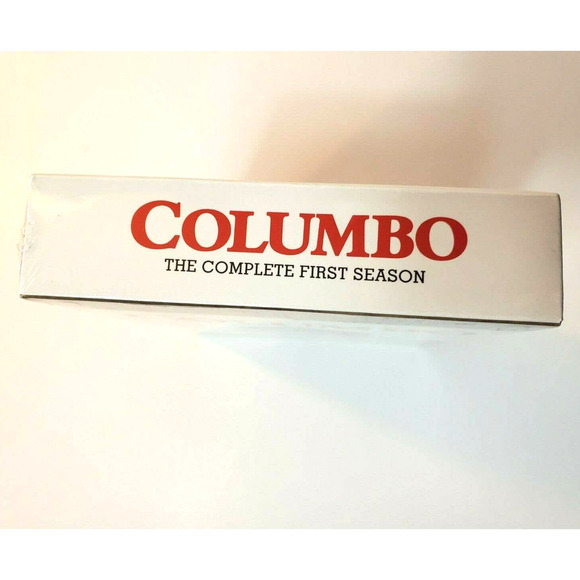 COLUMBO
THE COMPLETE FIRST SEASON